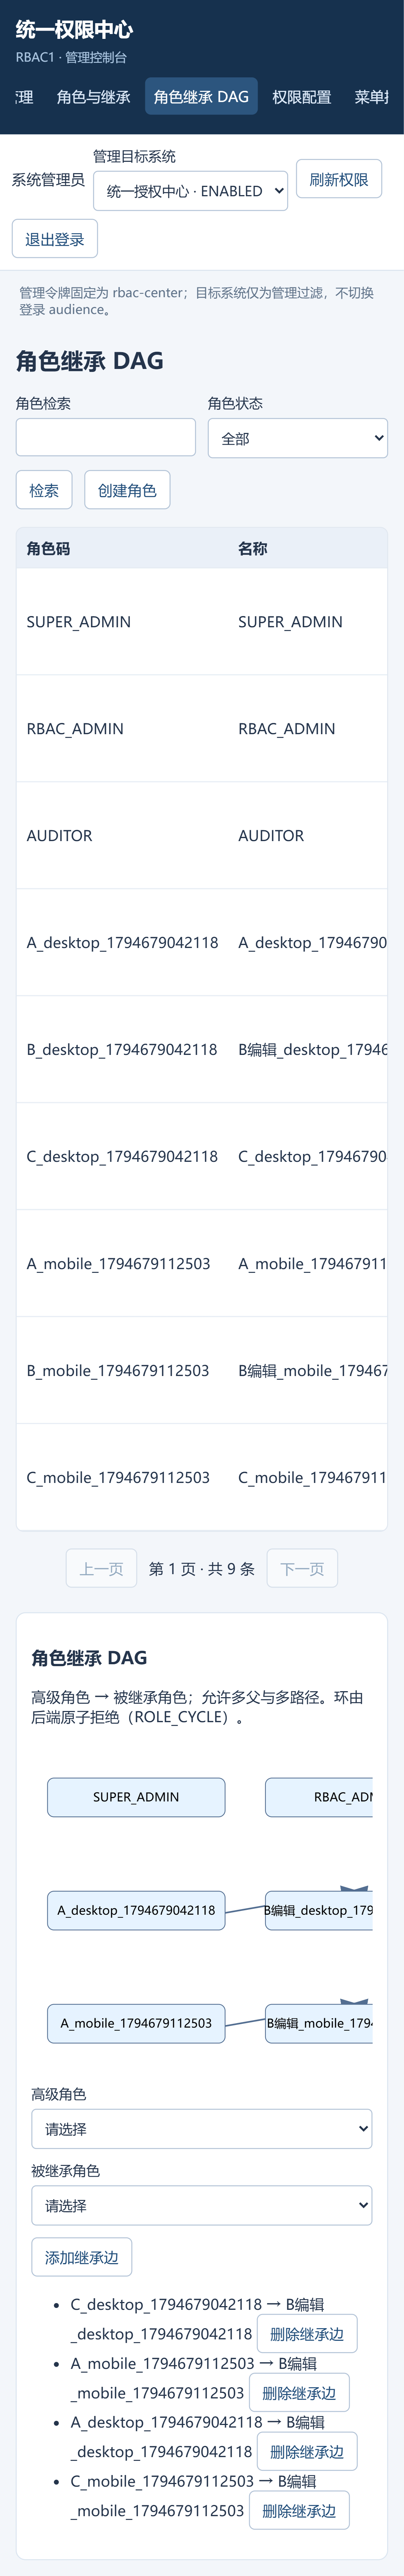 统一权限中心
RBAC1 · 管理控制台
理 角色与继承 角色继承 DAG 权限配置 菜单
系统管理员
管理目标系统
统一授权中心 · ENABLED
刷新权限
退出登录
管理令牌固定为 rbac-center；目标系统仅为管理过滤，不切换
登录 audience。
角色继承 DAG
角色检索 角色状态
全部
检索 创建角色
角色码 名称
SUPER_ADMIN SUPER_ADMIN
RBAC_ADMIN RBAC_ADMIN
AUDITOR AUDITOR
A_desktop_1794679042118 A_desktop_17946790
B_desktop_1794679042118 B编辑_desktop_17946
C_desktop_1794679042118 C_desktop_17946790
A_mobile_1794679112503 A_mobile_179467911
B_mobile_1794679112503 B编辑_mobile_179467
C_mobile_1794679112503 C_mobile_179467911
上一页 第 1 页 · 共 9 条 下一页
角色继承 DAG
高级角色 → 被继承角色；允许多父与多路径。环由
后端原子拒绝（ROLE_CYCLE）。
SUPER_ADMIN RBAC_ADM
A_desktop_1794679042118 B编辑_desktop_179
A_mobile_1794679112503 B编辑_mobile_1794
高级角色
请选择
被继承角色
请选择
添加继承边
• C_desktop_1794679042118 → B编辑
_desktop_1794679042118 删除继承边
• A_mobile_1794679112503 → B编辑
_mobile_1794679112503 删除继承边
• A_desktop_1794679042118 → B编辑
_desktop_1794679042118 删除继承边
• C_mobile_1794679112503 → B编辑
_mobile_1794679112503 删除继承边